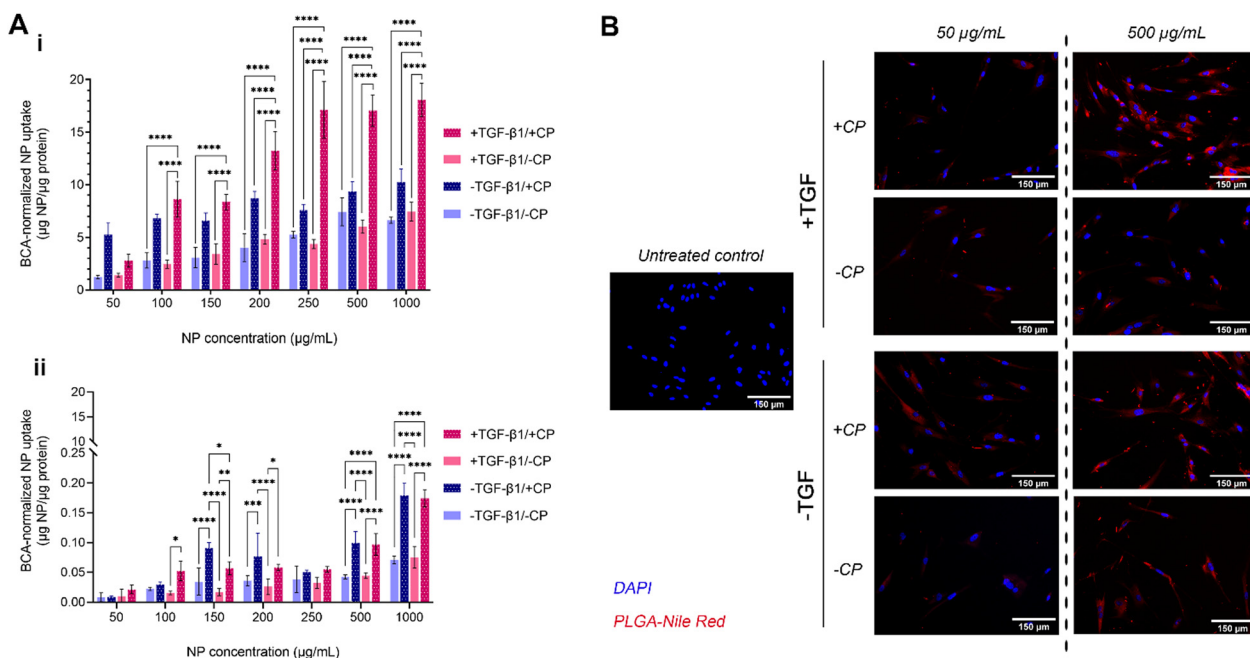 A
i
BCA-normalized NP uptake
(µg NP/µg protein)
20
15
10
5
0
**** **** **** ****
**** **** **** ****
**** **** **** **** **** ****
**** **** ****
50 100 150 200 250 500 1000
NP concentration (µg/mL)
+TGF-β1/+CP
+TGF-β1/-CP
-TGF-β1/+CP
-TGF-β1/-CP
ii
BCA-normalized NP uptake
(µg NP/µg protein)
20
15
10
0.25
0.20
0.15
0.10
0.05
0.00
*
*
**
****
****
*
****
***
****
****
****
****
****
****
****
****
50 100 150 200 250 500 1000
NP concentration (µg/mL)
+TGF-β1/+CP
+TGF-β1/-CP
-TGF-β1/+CP
-TGF-β1/-CP
B
50 µg/mL
500 µg/mL
Untreated control
150 µm
+TGF
+CP
150 µm
150 µm
-CP
150 µm
150 µm
-TGF
+CP
150 µm
150 µm
-CP
150 µm
150 µm
DAPI
PLGA-Nile Red